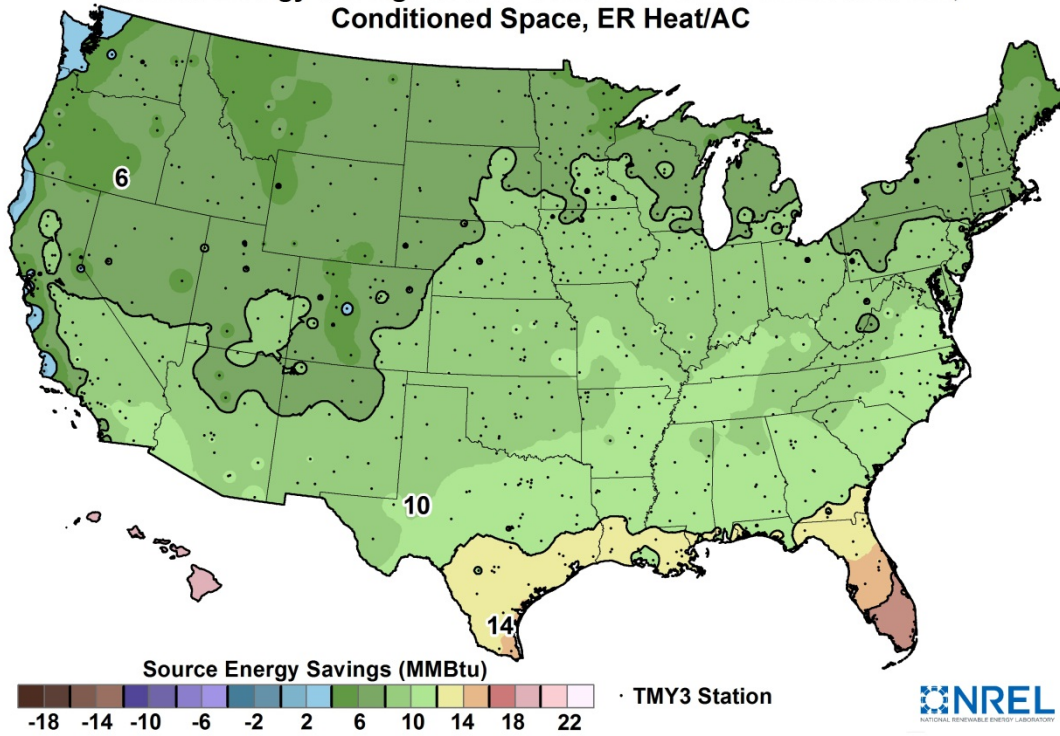 Conditioned Space, ER Heat/AC
6
10
14
Source Energy Savings (MMBtu)
-18 -14 -10 -6 -2 2 6 10 14 18 22
· TMY3 Station
NREL
NATIONAL RENEWABLE ENERGY LABORATORY